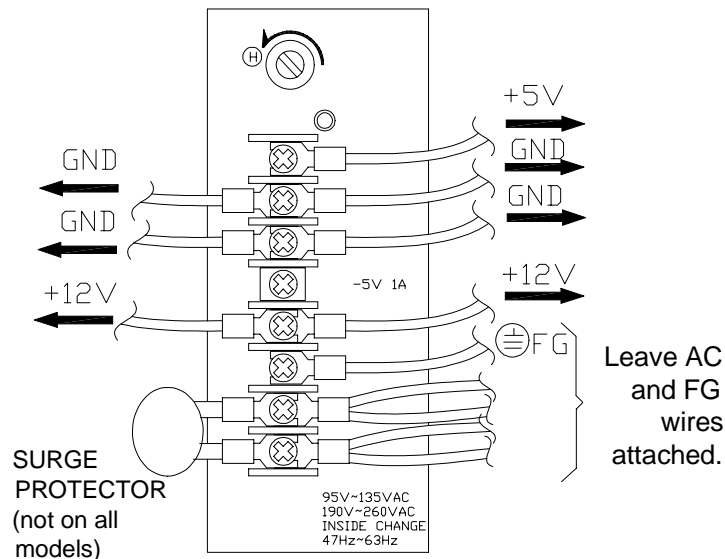 H
+5V
GND
GND
GND
GND
+12V
-5V 1A
+12V
FG
Leave AC
and FG
wires
attached.
SURGE
PROTECTOR
(not on all
models)
95V~135VAC
190V~260VAC
INSIDE CHANGE
47Hz~63Hz